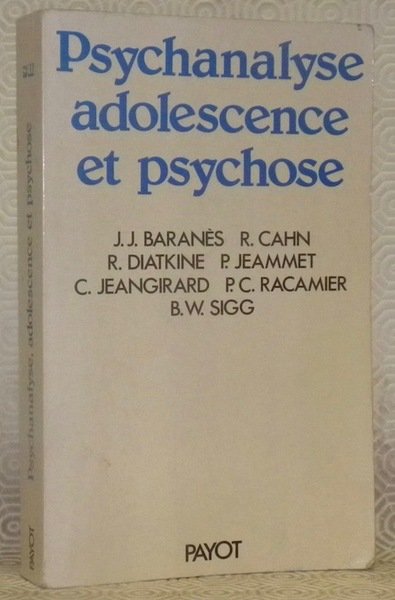 Psychanalyse
adolescence
et psychose
J. J. BARANÈS R. CAHN
R. DIATKINE P. JEAMMET
C. JEANGIRARD P. C. RACAMIER
B. W. SIGG
PAYOT
Psychanalyse, adolescence et psychose
PAYOT